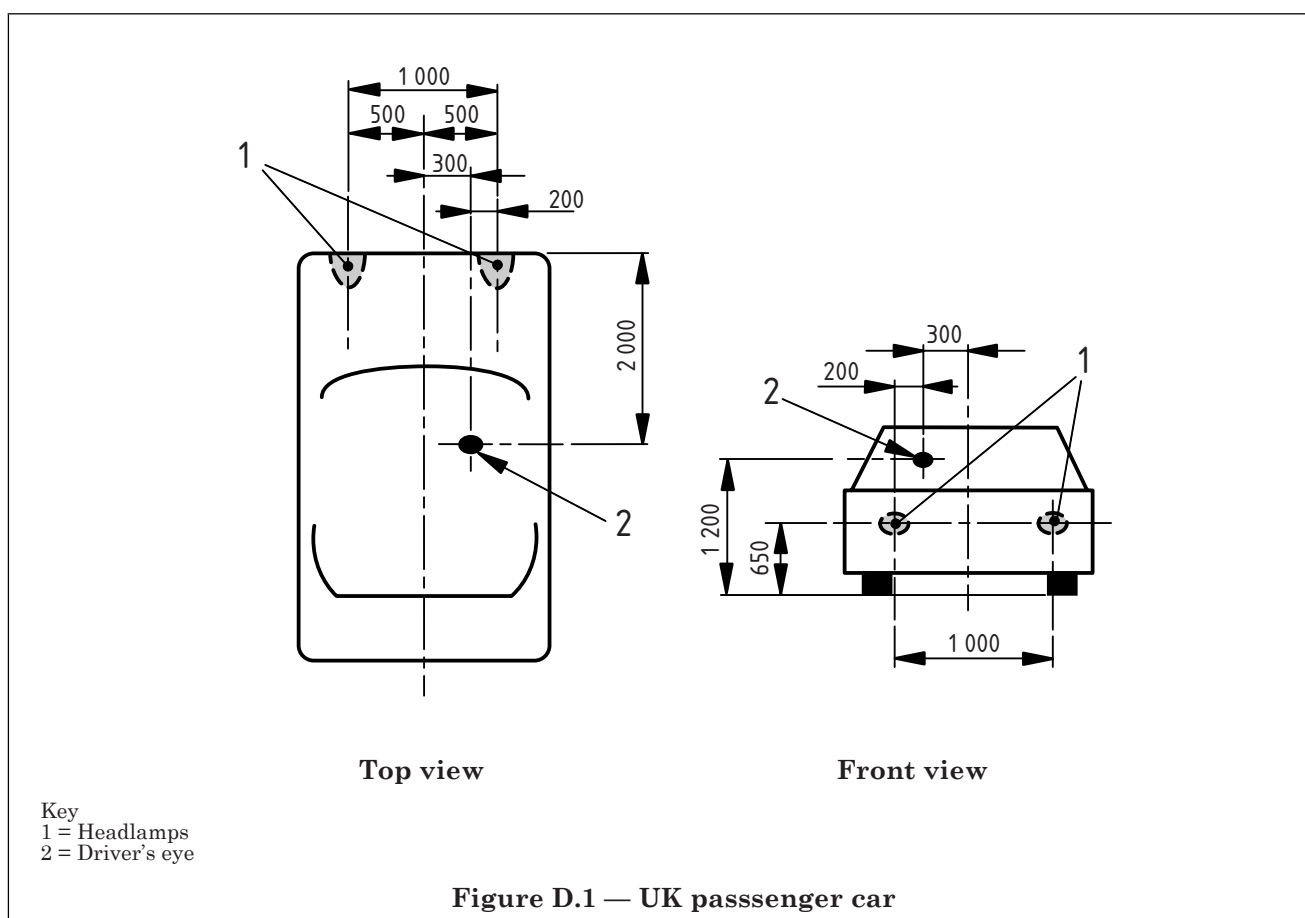 1 000
500 500
1
300
200
2 000
2
300
200
1
2
1 200
650
1 000
Top view
Front view
Key
1 = Headlamps
2 = Driver's eye
Figure D.1 — UK passsenger car